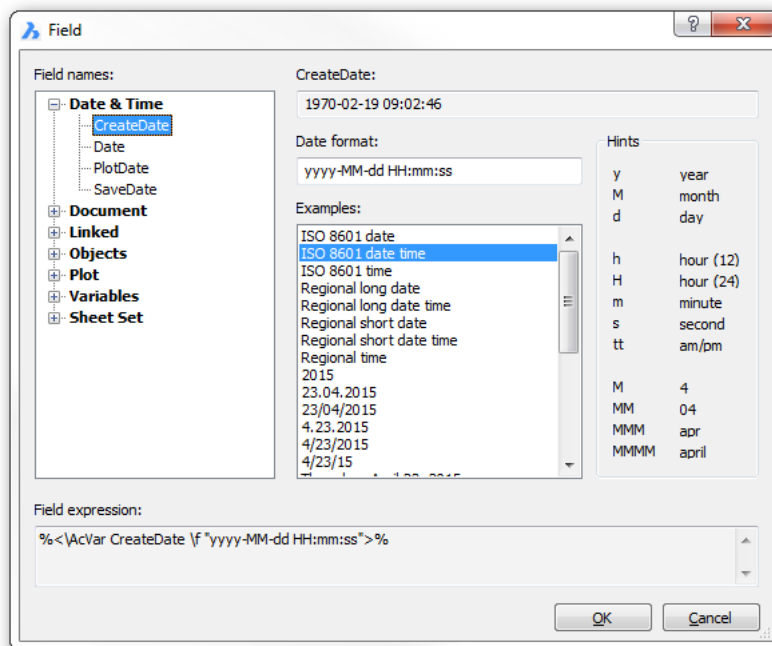 Field
Field names:
Date & Time
CreateDate
Date
PlotDate
SaveDate
Document
Linked
Objects
Plot
Variables
Sheet Set
CreateDate:
1970-02-19 09:02:46
Date format:
yyyy-MM-dd HH:mm:ss
Examples:
ISO 8601 date
ISO 8601 date time
ISO 8601 time
Regional long date
Regional long date time
Regional short date
Regional short date time
Regional time
2015
23.04.2015
23/04/2015
4.23.2015
4/23/2015
4/23/15
Hints
y year
M month
d day
h hour (12)
H hour (24)
m minute
s second
tt am/pm
M 4
MM 04
MMM apr
MMMM april
Field expression:
%<\AcVar CreateDate \f "yyyy-MM-dd HH:mm:ss">%
OK
Cancel